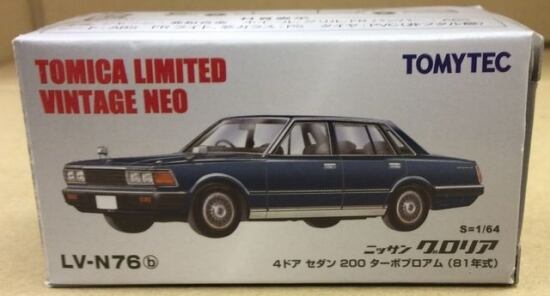 TOMICA LIMITED
VINTAGE NEO
TOMYTEC
S=1/64
LV-N76 ⓑ
ニッサン グロリア
4ドア セダン 200 ターボブロアム (81年式)